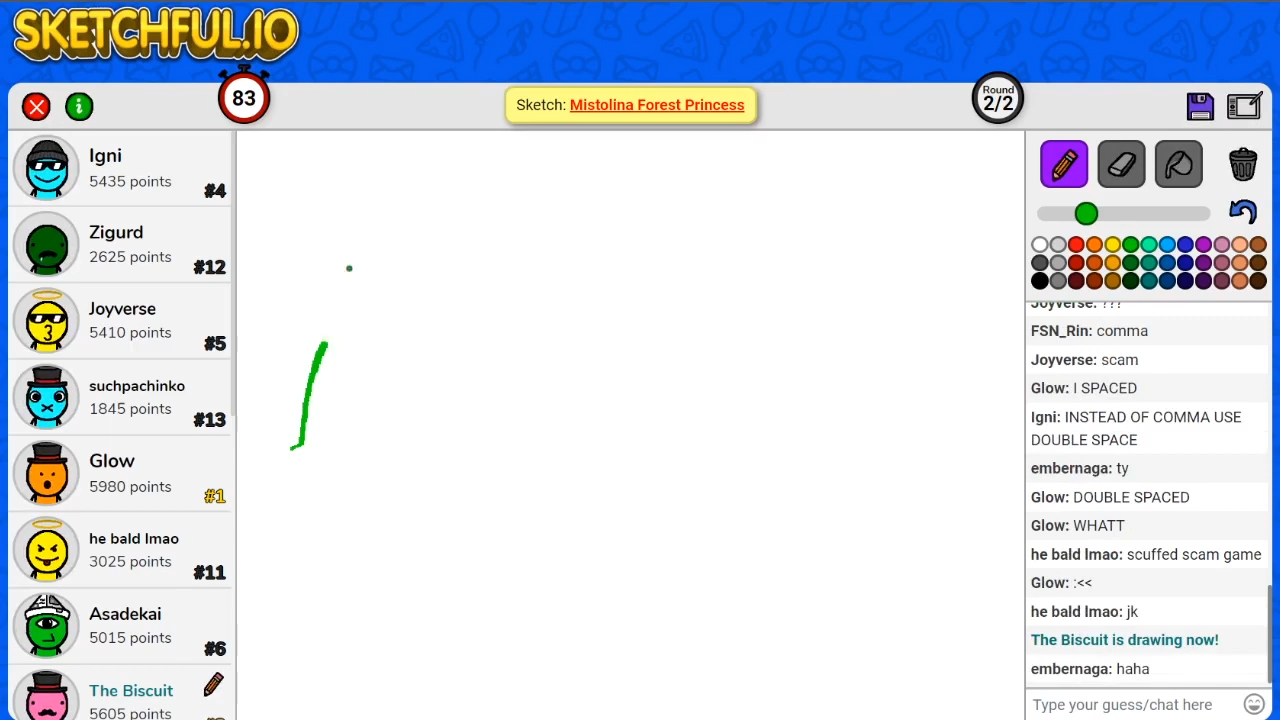 SKETCHFUL.IO
83
Sketch: Mistolina Forest Princess
Round
2/2
Igni
5435 points
#4
Zigurd
2625 points
#12
Joyverse
5410 points
#5
suchpachinko
1845 points
#13
Glow
5980 points
#1
he bald lmao
3025 points
#11
Asadekai
5015 points
#6
The Biscuit
5605 points
Joyverse: ???
FSN_Rin: comma
Joyverse: scam
Glow: I SPACED
Igni: INSTEAD OF COMMA USE
DOUBLE SPACE
embernaga: ty
Glow: DOUBLE SPACED
Glow: WHATT
he bald lmao: scuffed scam game
Glow: :<<
he bald lmao: jk
The Biscuit is drawing now!
embernaga: haha
Type your guess/chat here